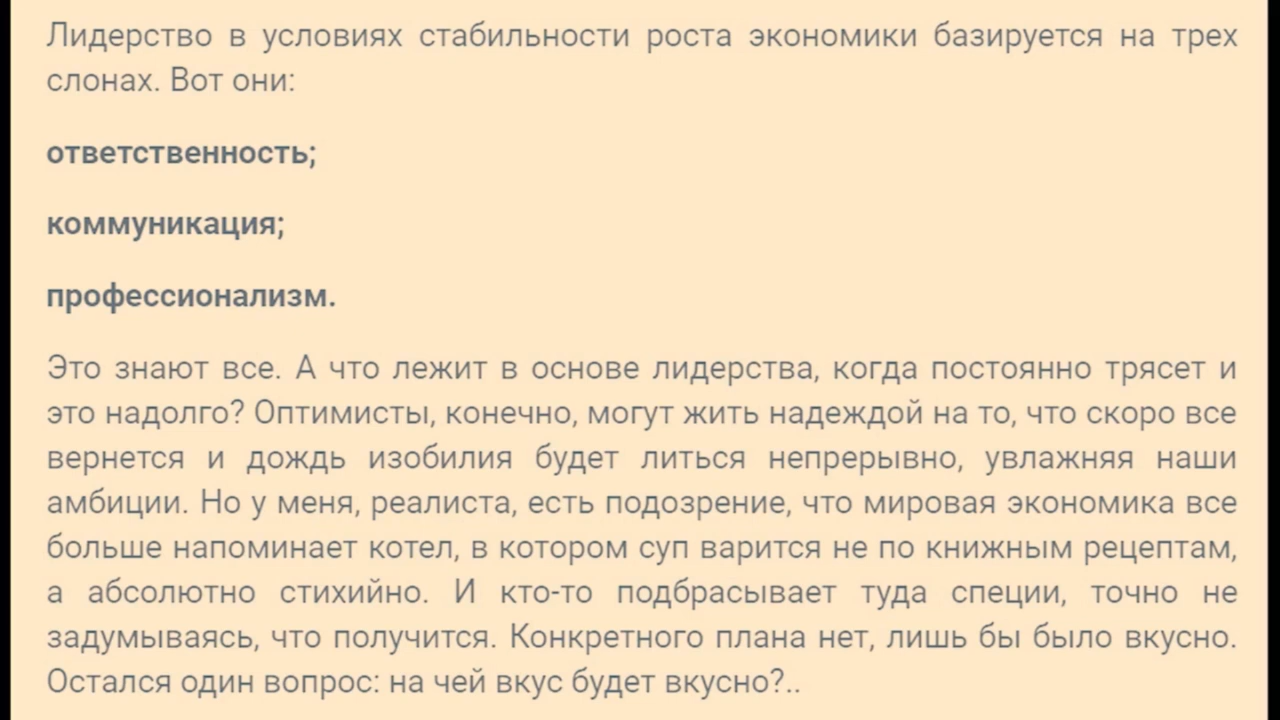 Лидерство в условиях стабильности роста экономики базируется на трех
слонах. Вот они:
ответственность;
коммуникация;
профессионализм.
Это знают все. А что лежит в основе лидерства, когда постоянно трясет и
это надолго? Оптимисты, конечно, могут жить надеждой на то, что скоро все
вернется и дождь изобилия будет литься непрерывно, увлажняя наши
амбиции. Но у меня, реалиста, есть подозрение, что мировая экономика все
больше напоминает котел, в котором суп варится не по книжным рецептам,
а абсолютно стихийно. И кто-то подбрасывает туда специи, точно не
задумываясь, что получится. Конкретного плана нет, лишь бы было вкусно.
Остался один вопрос: на чей вкус будет вкусно?..